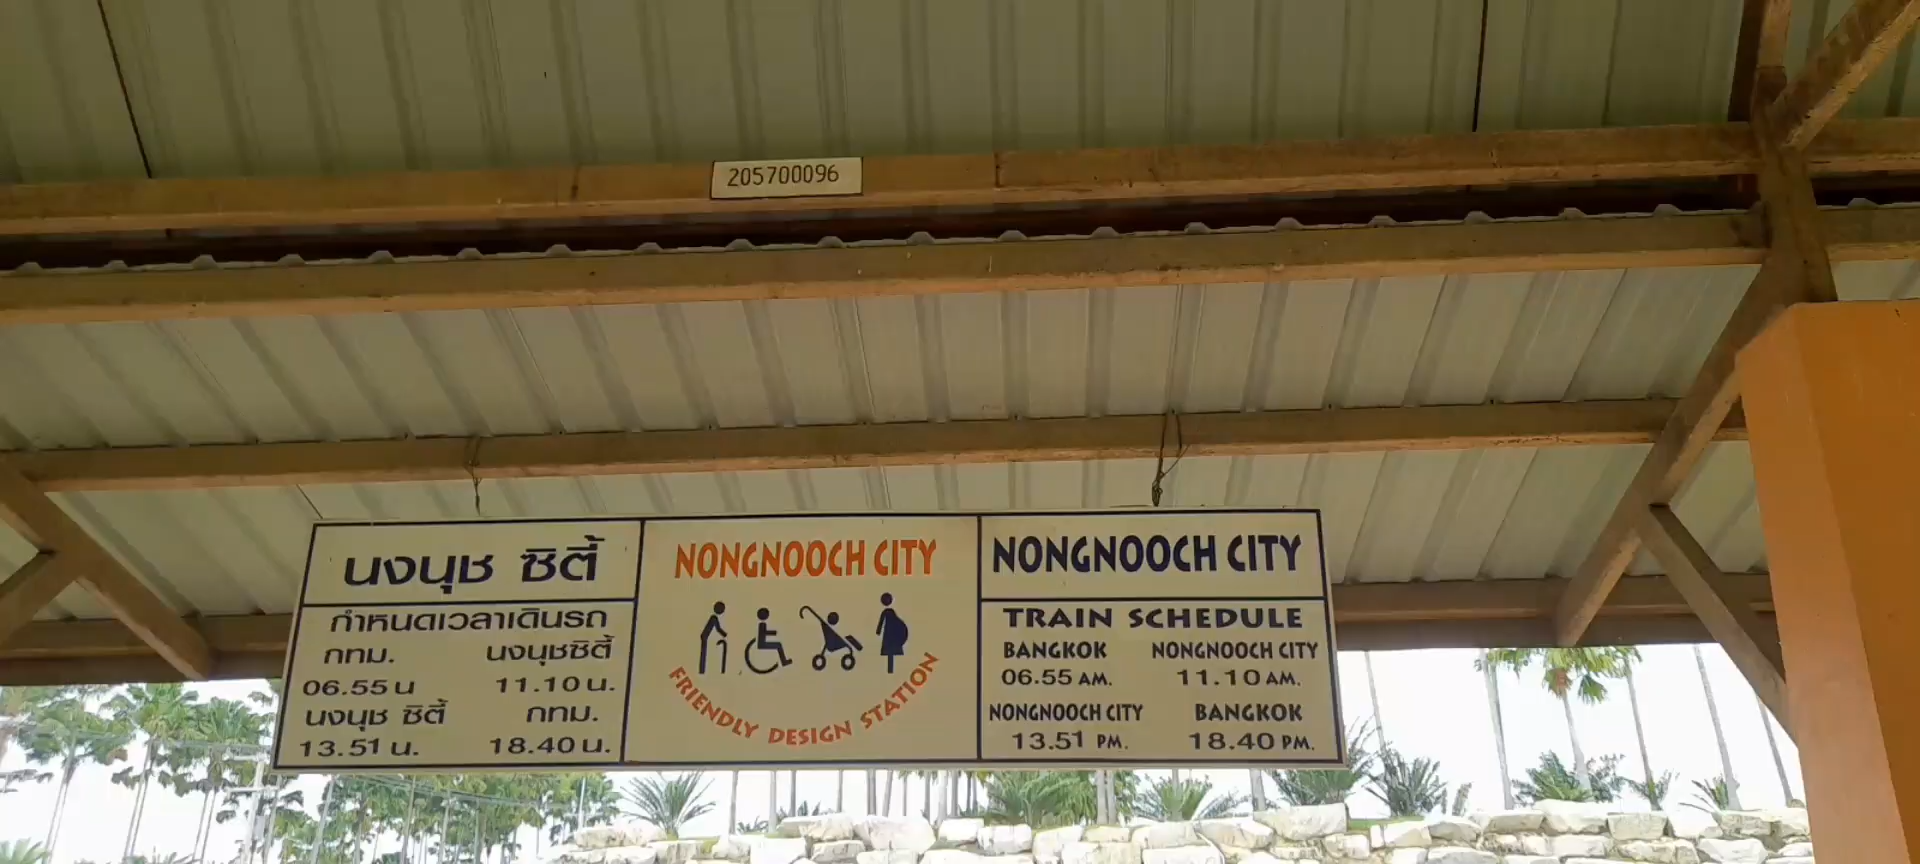 205700096
นงนุช ซิตี้
กำหนดเวลาเดินรถ
กทม. นงนุชซิตี้
06.55 น 11.10 น.
นงนุช ซิตี้ กทม.
13.51 น. 18.40 น.
NONGNOOCH CITY
FRIENDLY DESIGN STATION
NONGNOOCH CITY
TRAIN SCHEDULE
BANGKOK NONGNOOCH CITY
06.55 AM. 11.10 AM.
NONGNOOCH CITY BANGKOK
13.51 PM. 18.40 PM.